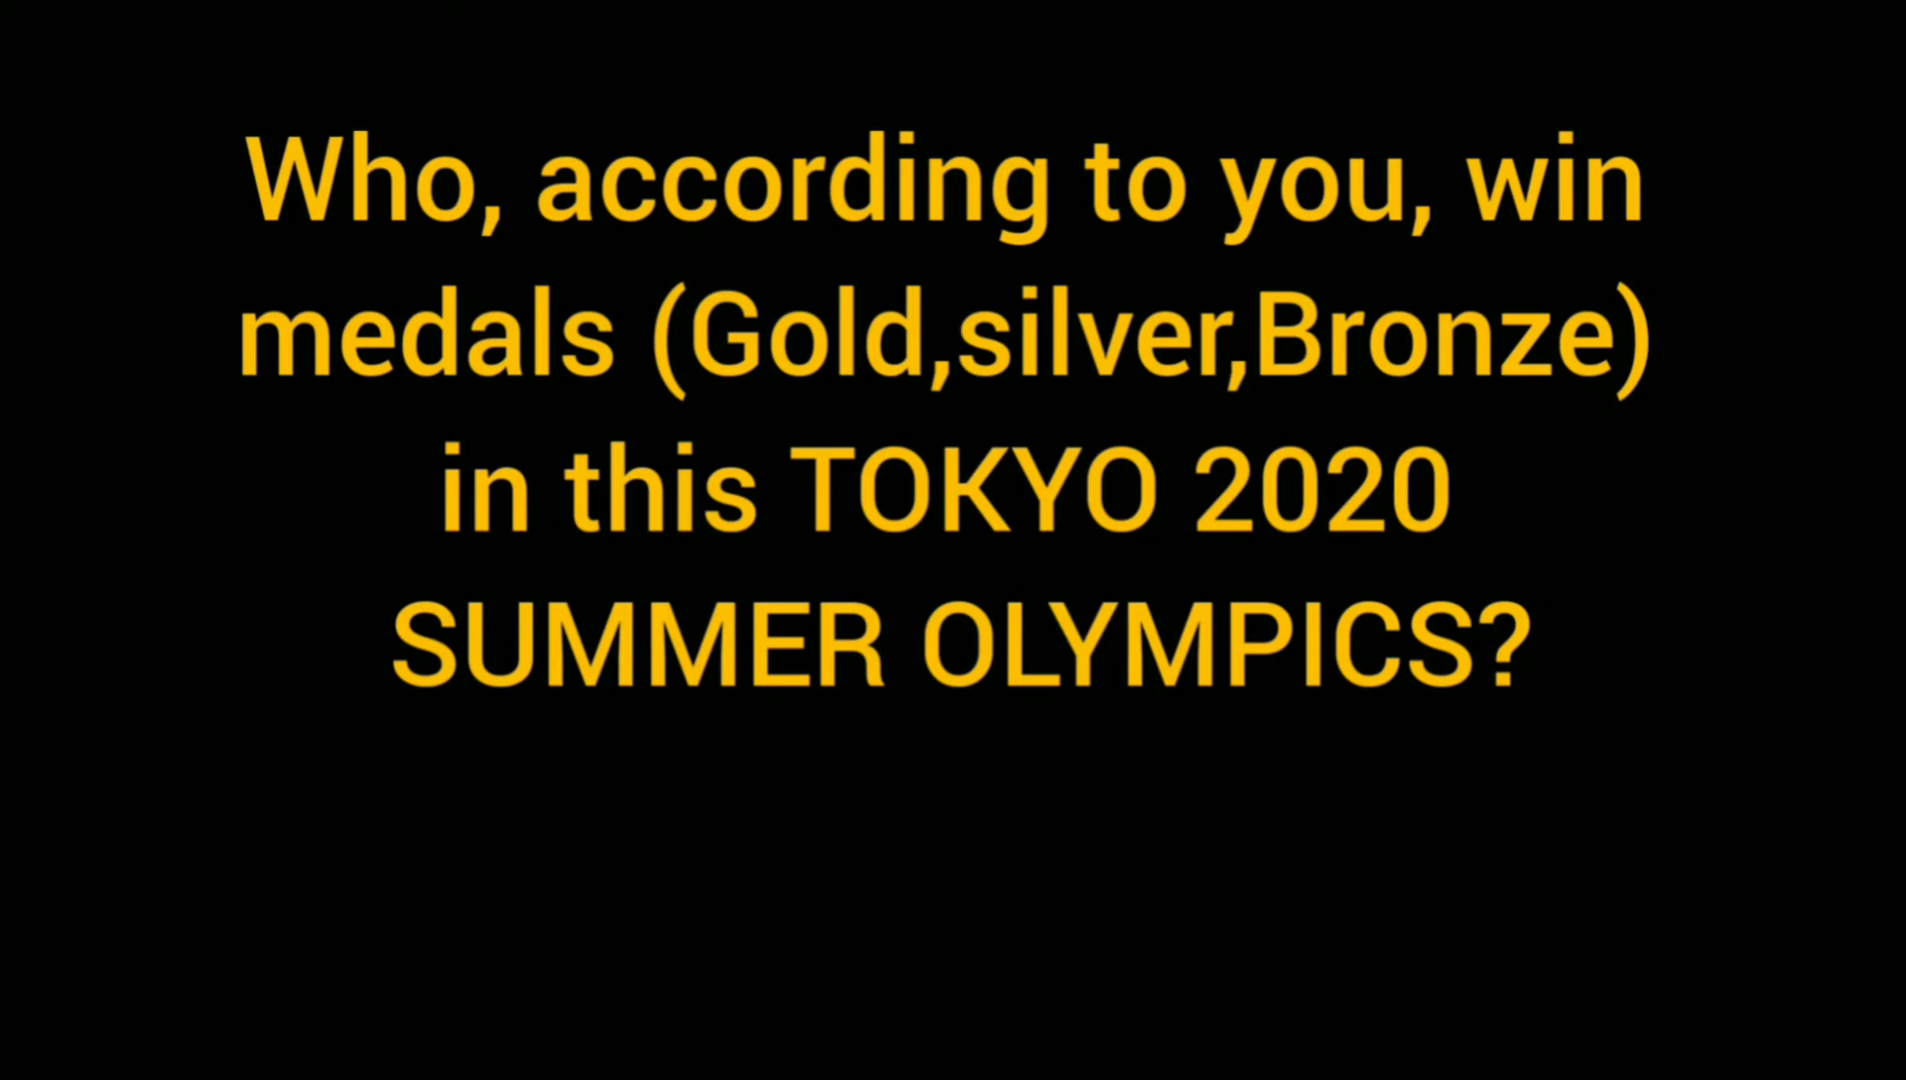 Who, according to you, win
medals (Gold,silver,Bronze)
in this TOKYO 2020
SUMMER OLYMPICS?